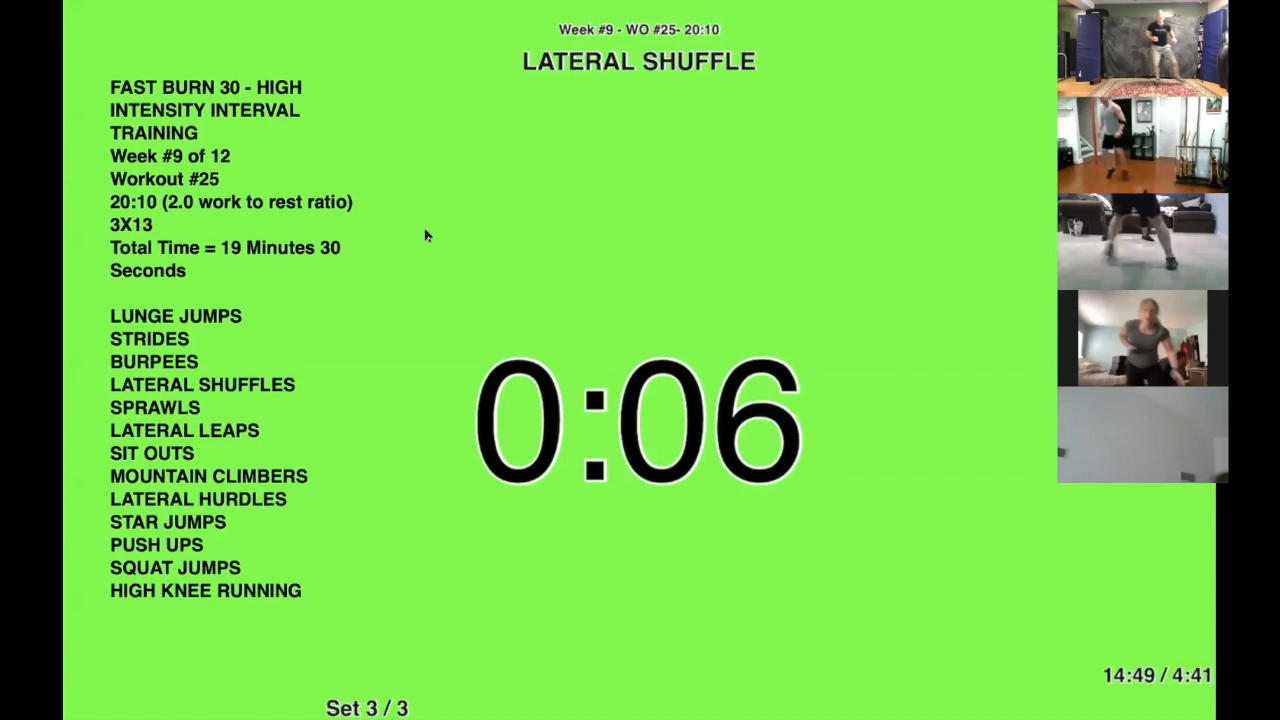 Week #9 - WO #25- 20:10
LATERAL SHUFFLE
FAST BURN 30 - HIGH
INTENSITY INTERVAL
TRAINING
Week #9 of 12
Workout #25
20:10 (2.0 work to rest ratio)
3X13
Total Time = 19 Minutes 30
Seconds
LUNGE JUMPS
STRIDES
BURPEES
LATERAL SHUFFLES
SPRAWLS
LATERAL LEAPS
SIT OUTS
MOUNTAIN CLIMBERS
LATERAL HURDLES
STAR JUMPS
PUSH UPS
SQUAT JUMPS
HIGH KNEE RUNNING
0:06
14:49 / 4:41
Set 3 / 3